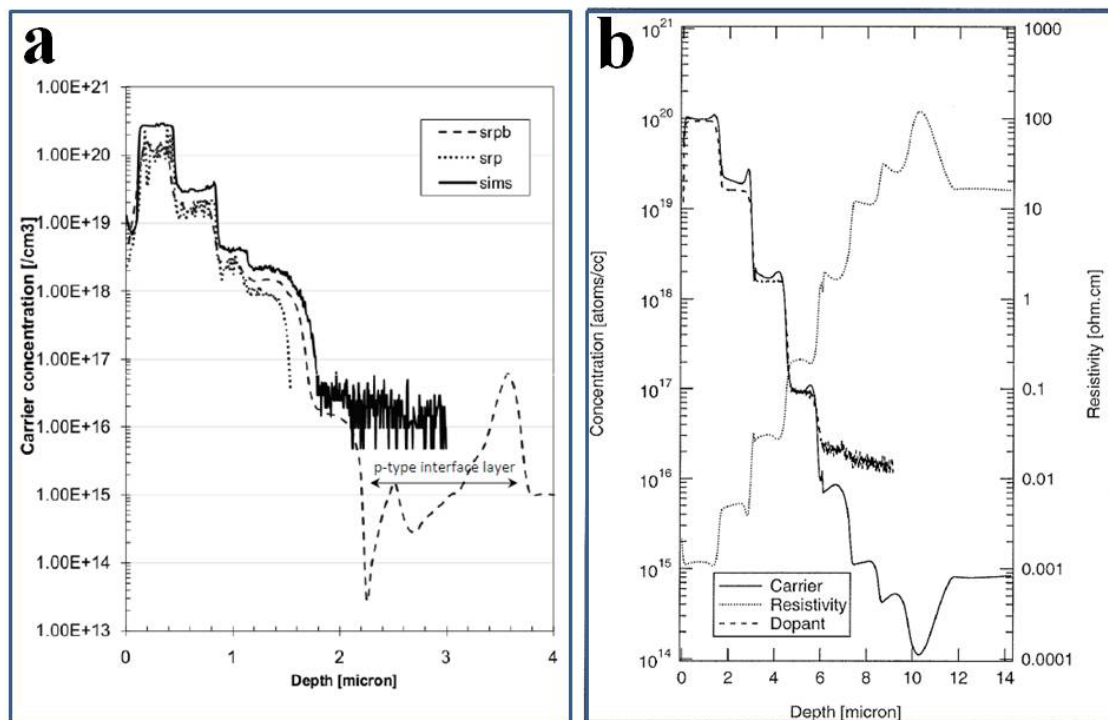 a
Carrier concentration [/cm3]
1.00E+21
1.00E+20
1.00E+19
1.00E+18
1.00E+17
1.00E+16
1.00E+15
1.00E+14
1.00E+13
srpb
srp
sims
p-type interface layer
0 1 2 3 4
Depth [micron]
b
Concentration [atoms/cc]
10^21
10^20
10^19
10^18
10^17
10^16
10^15
10^14
1000
100
10
1
0.1
0.01
0.001
0.0001
Resistivity [ohm.cm]
Carrier
Resistivity
Dopant
0 2 4 6 8 10 12 14
Depth [micron]